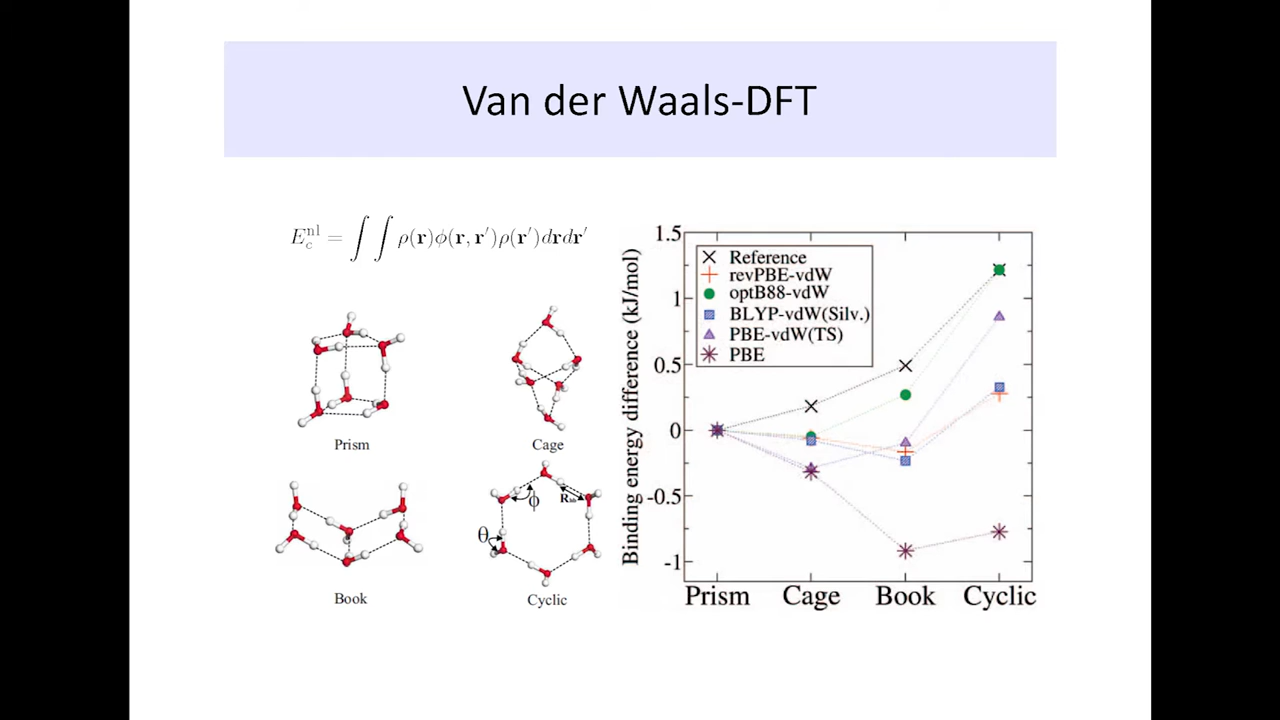 Van der Waals-DFT
E_c^{nl} = ∫∫ ρ(r)ϕ(r, r′)ρ(r′)drdr′
Prism
Cage
Book
Cyclic
ϕ
R_{hb}
θ
Binding energy difference (kJ/mol)
1.5
1
0.5
0
-0.5
-1
Reference
revPBE-vdW
optB88-vdW
BLYP-vdW(Silv.)
PBE-vdW(TS)
PBE
Prism Cage Book Cyclic